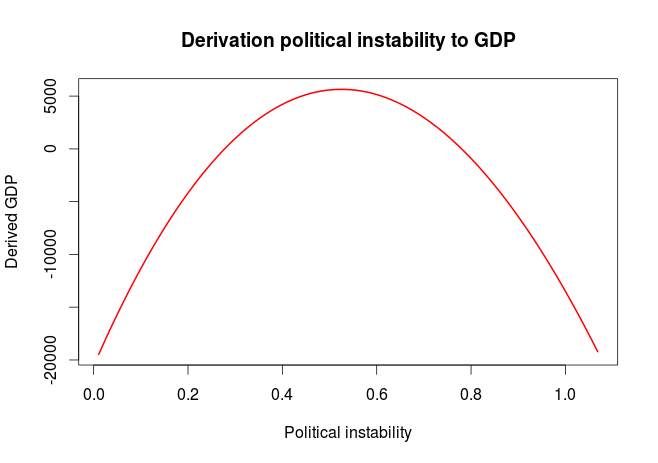 Derivation political instability to GDP
Derived GDP
5000
0
-10000
-20000
0.0 0.2 0.4 0.6 0.8 1.0
Political instability